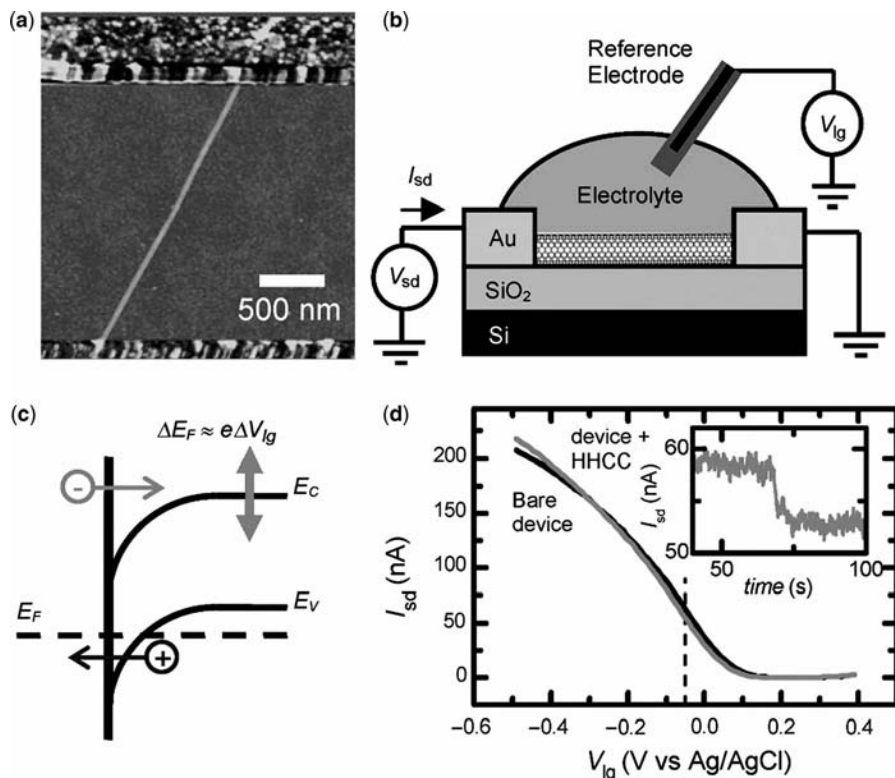 (a)
500 nm
(b)
Reference
Electrode
V_lg
I_sd
Electrolyte
Au
V_sd
SiO₂
Si
(c)
ΔE_F ≈ eΔV_lg
-
E_C
E_F
E_V
+
(d)
200
150
100
50
0
I_sd (nA)
device +
HHCC
Bare
device
60
50
I_sd (nA)
50
100
time (s)
−0.6
−0.4
−0.2
0.0
0.2
0.4
V_lg (V vs Ag/AgCl)